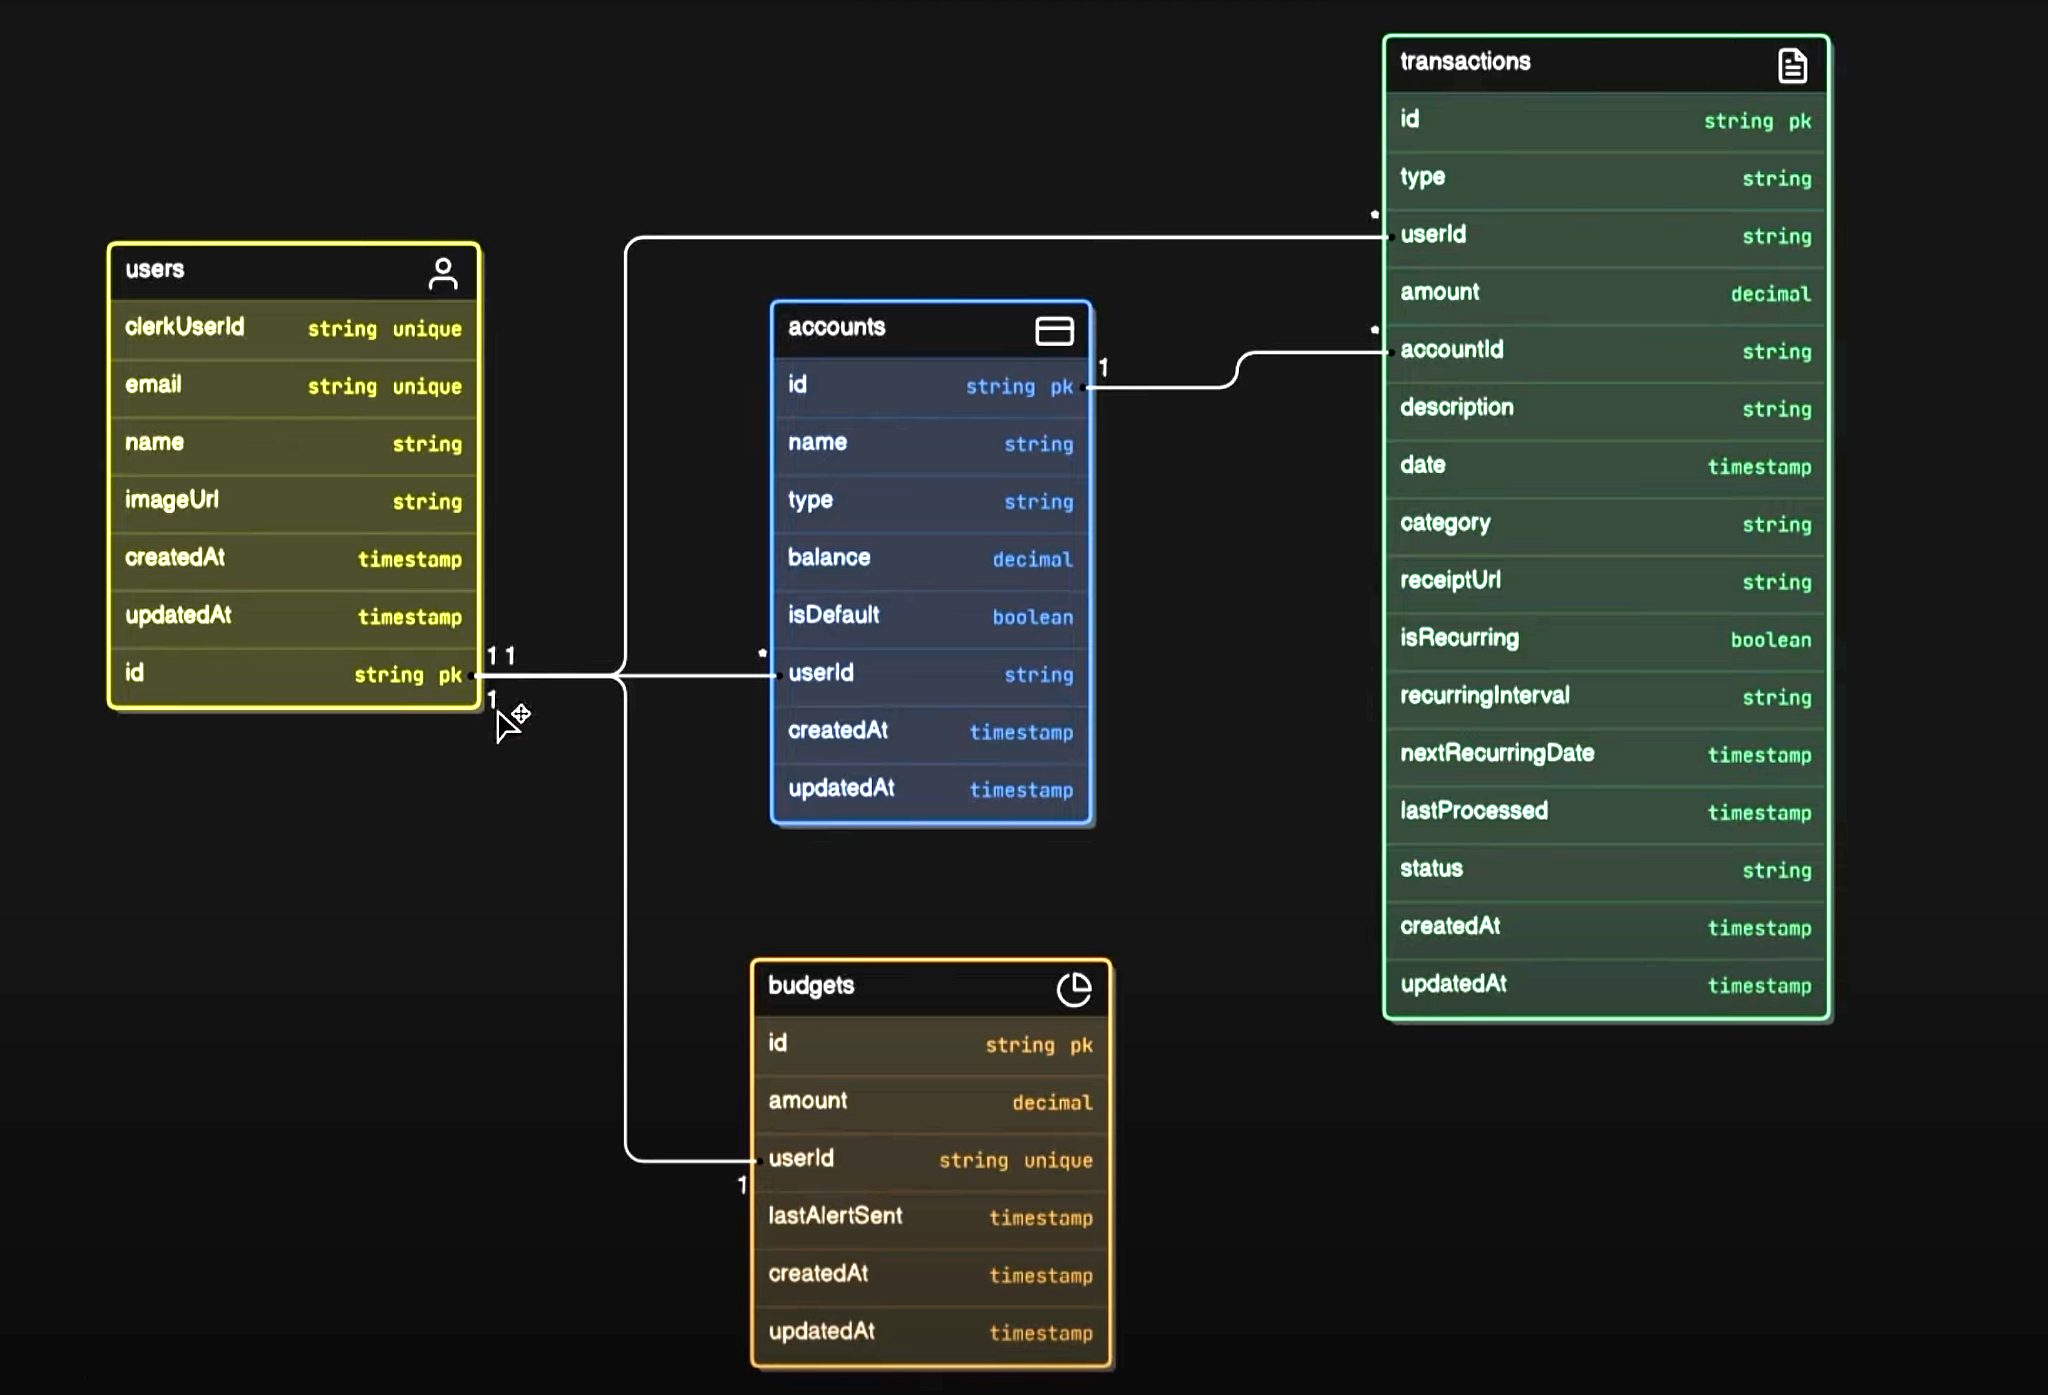 users
clerkUserId string unique
email string unique
name string
imageUrl string
createdAt timestamp
updatedAt timestamp
id string pk
1 1
1
accounts
id string pk
1
name string
type string
balance decimal
isDefault boolean
*
userId string
createdAt timestamp
updatedAt timestamp
budgets
id string pk
amount decimal
userId string unique
1
lastAlertSent timestamp
createdAt timestamp
updatedAt timestamp
transactions
id string pk
type string
*
userId string
amount decimal
*
accountId string
description string
date timestamp
category string
receiptUrl string
isRecurring boolean
recurringInterval string
nextRecurringDate timestamp
lastProcessed timestamp
status string
createdAt timestamp
updatedAt timestamp